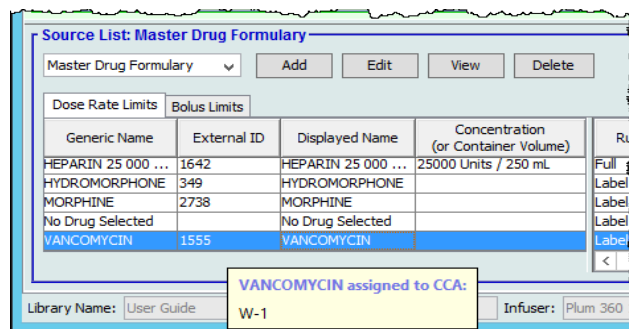 Source List: Master Drug Formulary
Master Drug Formulary Add Edit View Delete
Dose Rate Limits Bolus Limits
Generic Name External ID Displayed Name Concentration (or Container Volume) Ru
HEPARIN 25 000 ... 1642 HEPARIN 25 000 ... 25000 Units / 250 mL Full
HYDROMORPHONE 349 HYDROMORPHONE Label
MORPHINE 2738 MORPHINE Label
No Drug Selected No Drug Selected Label
VANCOMYCIN 1555 VANCOMYCIN Label
VANCOMYCIN assigned to CCA:
W-1
Library Name: User Guide Infuser: Plum 360